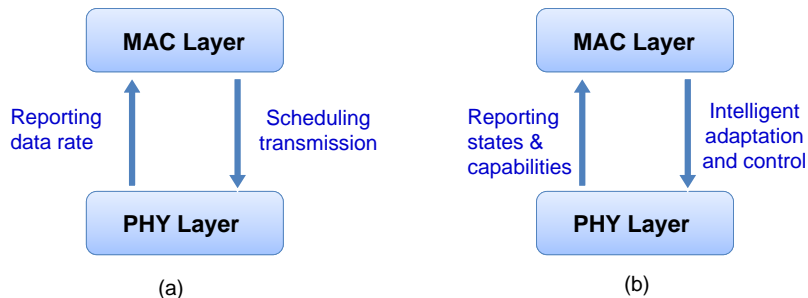 MAC Layer
Reporting
data rate
Scheduling
transmission
PHY Layer
(a)
MAC Layer
Reporting
states &
capabilities
Intelligent
adaptation
and control
PHY Layer
(b)